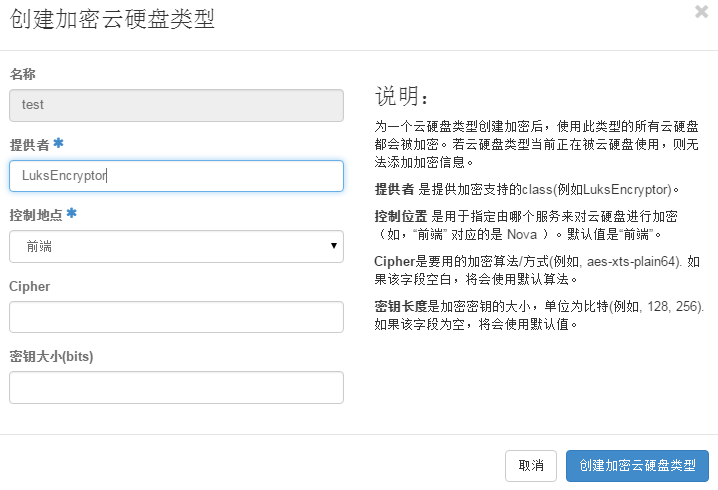 创建加密云硬盘类型
×
名称
test
提供者 *
LuksEncryptor
控制地点 *
前端
Cipher
密钥大小(bits)
说明：
为一个云硬盘类型创建加密后，使用此类型的所有云硬盘
都会被加密。若云硬盘类型当前正在被云硬盘使用，则无
法添加加密信息。
提供者 是提供加密支持的class(例如LuksEncryptor)。
控制位置 是用于指定由哪个服务来对云硬盘进行加密
（如，“前端” 对应的是 Nova ）。默认值是“前端”。
Cipher是要用的加密算法/方式(例如, aes-xts-plain64). 如
果该字段空白，将会使用默认算法。
密钥长度是加密密钥的大小，单位为比特(例如, 128, 256).
如果该字段为空，将会使用默认值。
取消
创建加密云硬盘类型